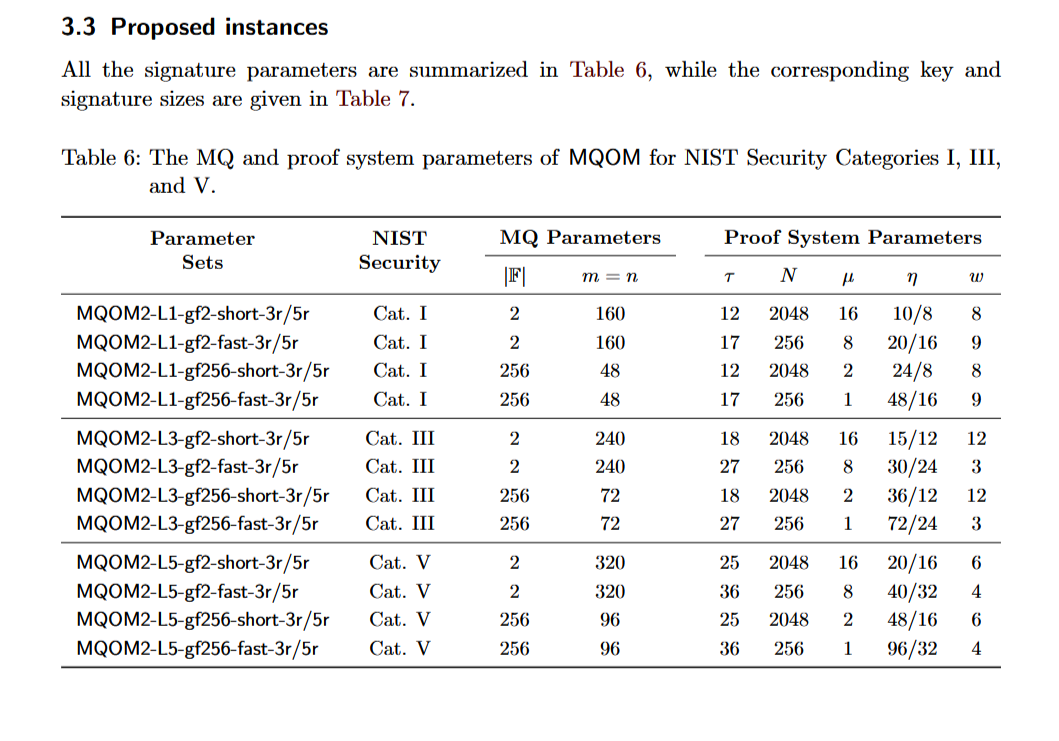 3.3 Proposed instances
All the signature parameters are summarized in Table 6, while the corresponding key and
signature sizes are given in Table 7.
Table 6: The MQ and proof system parameters of MQOM for NIST Security Categories I, III,
and V.
Parameter Sets NIST Security MQ Parameters Proof System Parameters
|𝔽| m = n τ N μ η w
MQOM2-L1-gf2-short-3r/5r Cat. I 2 160 12 2048 16 10/8 8
MQOM2-L1-gf2-fast-3r/5r Cat. I 2 160 17 256 8 20/16 9
MQOM2-L1-gf256-short-3r/5r Cat. I 256 48 12 2048 2 24/8 8
MQOM2-L1-gf256-fast-3r/5r Cat. I 256 48 17 256 1 48/16 9
MQOM2-L3-gf2-short-3r/5r Cat. III 2 240 18 2048 16 15/12 12
MQOM2-L3-gf2-fast-3r/5r Cat. III 2 240 27 256 8 30/24 3
MQOM2-L3-gf256-short-3r/5r Cat. III 256 72 18 2048 2 36/12 12
MQOM2-L3-gf256-fast-3r/5r Cat. III 256 72 27 256 1 72/24 3
MQOM2-L5-gf2-short-3r/5r Cat. V 2 320 25 2048 16 20/16 6
MQOM2-L5-gf2-fast-3r/5r Cat. V 2 320 36 256 8 40/32 4
MQOM2-L5-gf256-short-3r/5r Cat. V 256 96 25 2048 2 48/16 6
MQOM2-L5-gf256-fast-3r/5r Cat. V 256 96 36 256 1 96/32 4